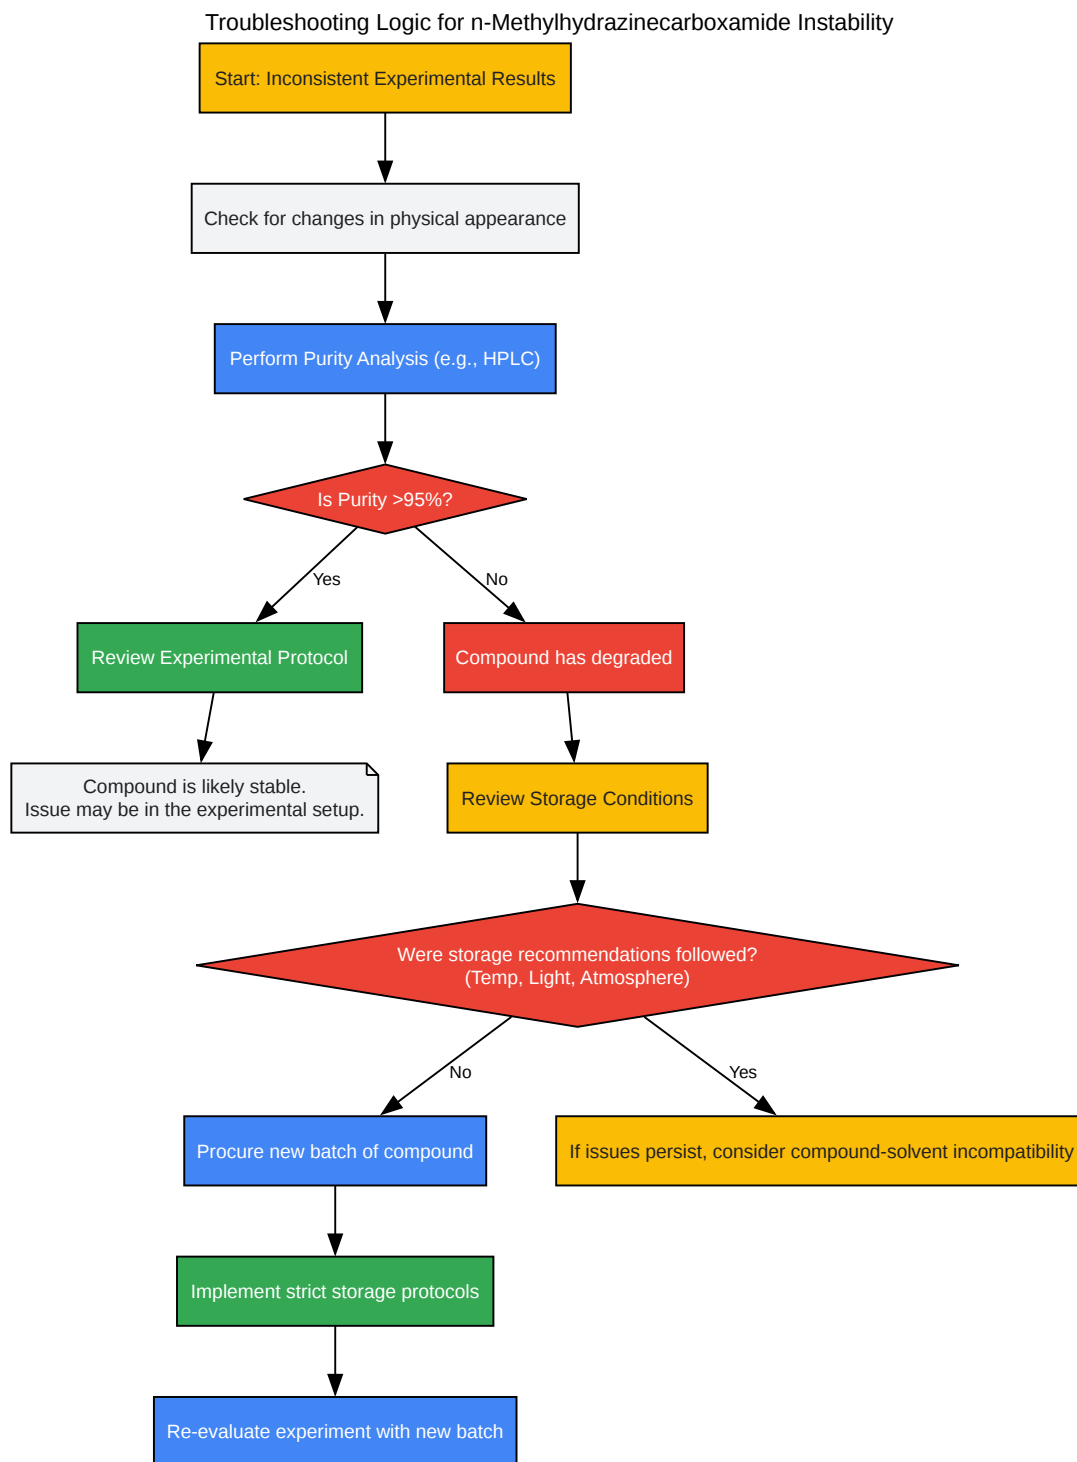 Troubleshooting Logic for n-Methylhydrazinecarboxamide Instability
Start: Inconsistent Experimental Results
Check for changes in physical appearance
Perform Purity Analysis (e.g., HPLC)
Is Purity >95%?
Yes
No
Review Experimental Protocol
Compound has degraded
Compound is likely stable.
Issue may be in the experimental setup.
Review Storage Conditions
Were storage recommendations followed?
(Temp, Light, Atmosphere)
No
Yes
Procure new batch of compound
If issues persist, consider compound-solvent incompatibility
Implement strict storage protocols
Re-evaluate experiment with new batch